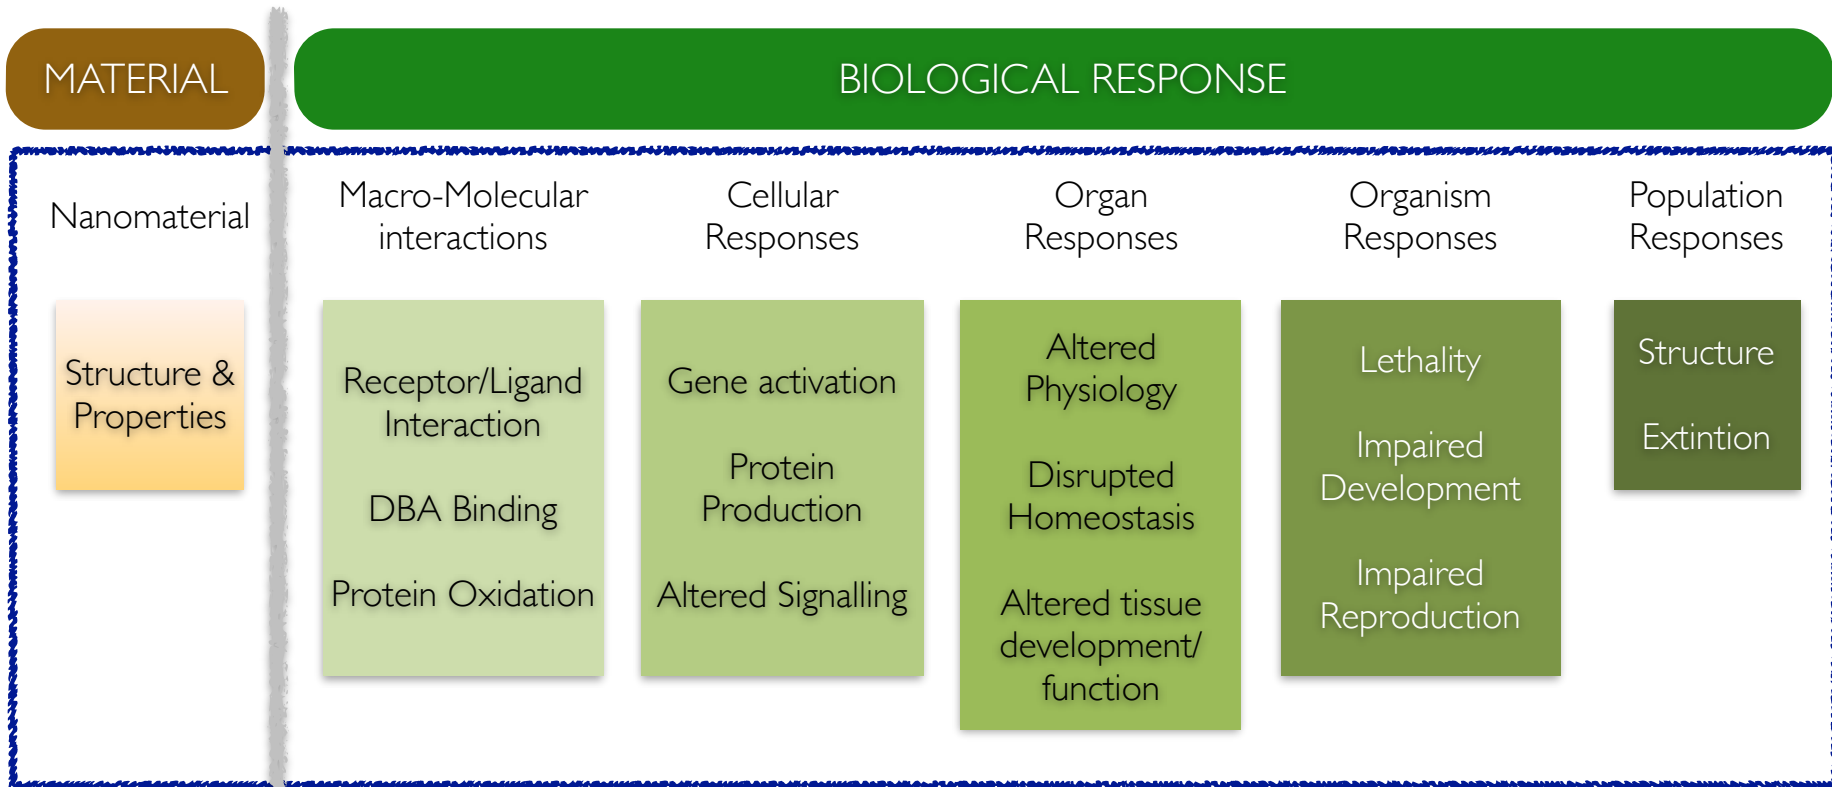 MATERIAL
BIOLOGICAL RESPONSE
Nanomaterial
Macro-Molecular
interactions
Cellular
Responses
Organ
Responses
Organism
Responses
Population
Responses
Structure &
Properties
Receptor/Ligand
Interaction
DBA Binding
Protein Oxidation
Gene activation
Protein
Production
Altered Signalling
Altered
Physiology
Disrupted
Homeostasis
Altered tissue
development/
function
Lethality
Impaired
Development
Impaired
Reproduction
Structure
Extintion